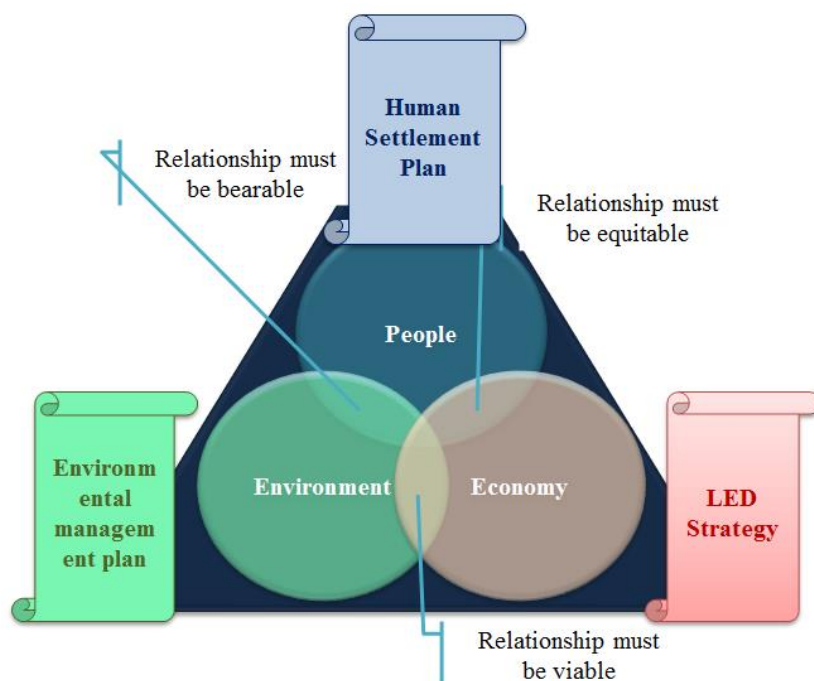 Human
Settlement
Plan
Relationship must
be bearable
Relationship must
be equitable
People
Environm
ental
managem
ent plan
Environment
Economy
LED
Strategy
Relationship must
be viable